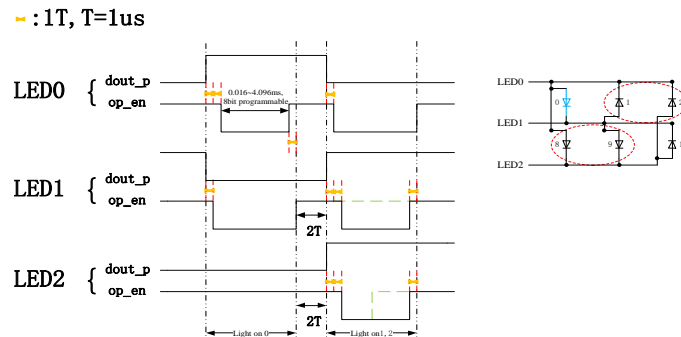 :1T, T=1us
LED0 { dout_p
op_en
0.016~4.096ms,
8bit programmable
LED1 { dout_p
op_en
2T
LED2 { dout_p
op_en
2T
Light on 0
Light on1, 2
LED0
0 1 2
LED1
8 9
LED2